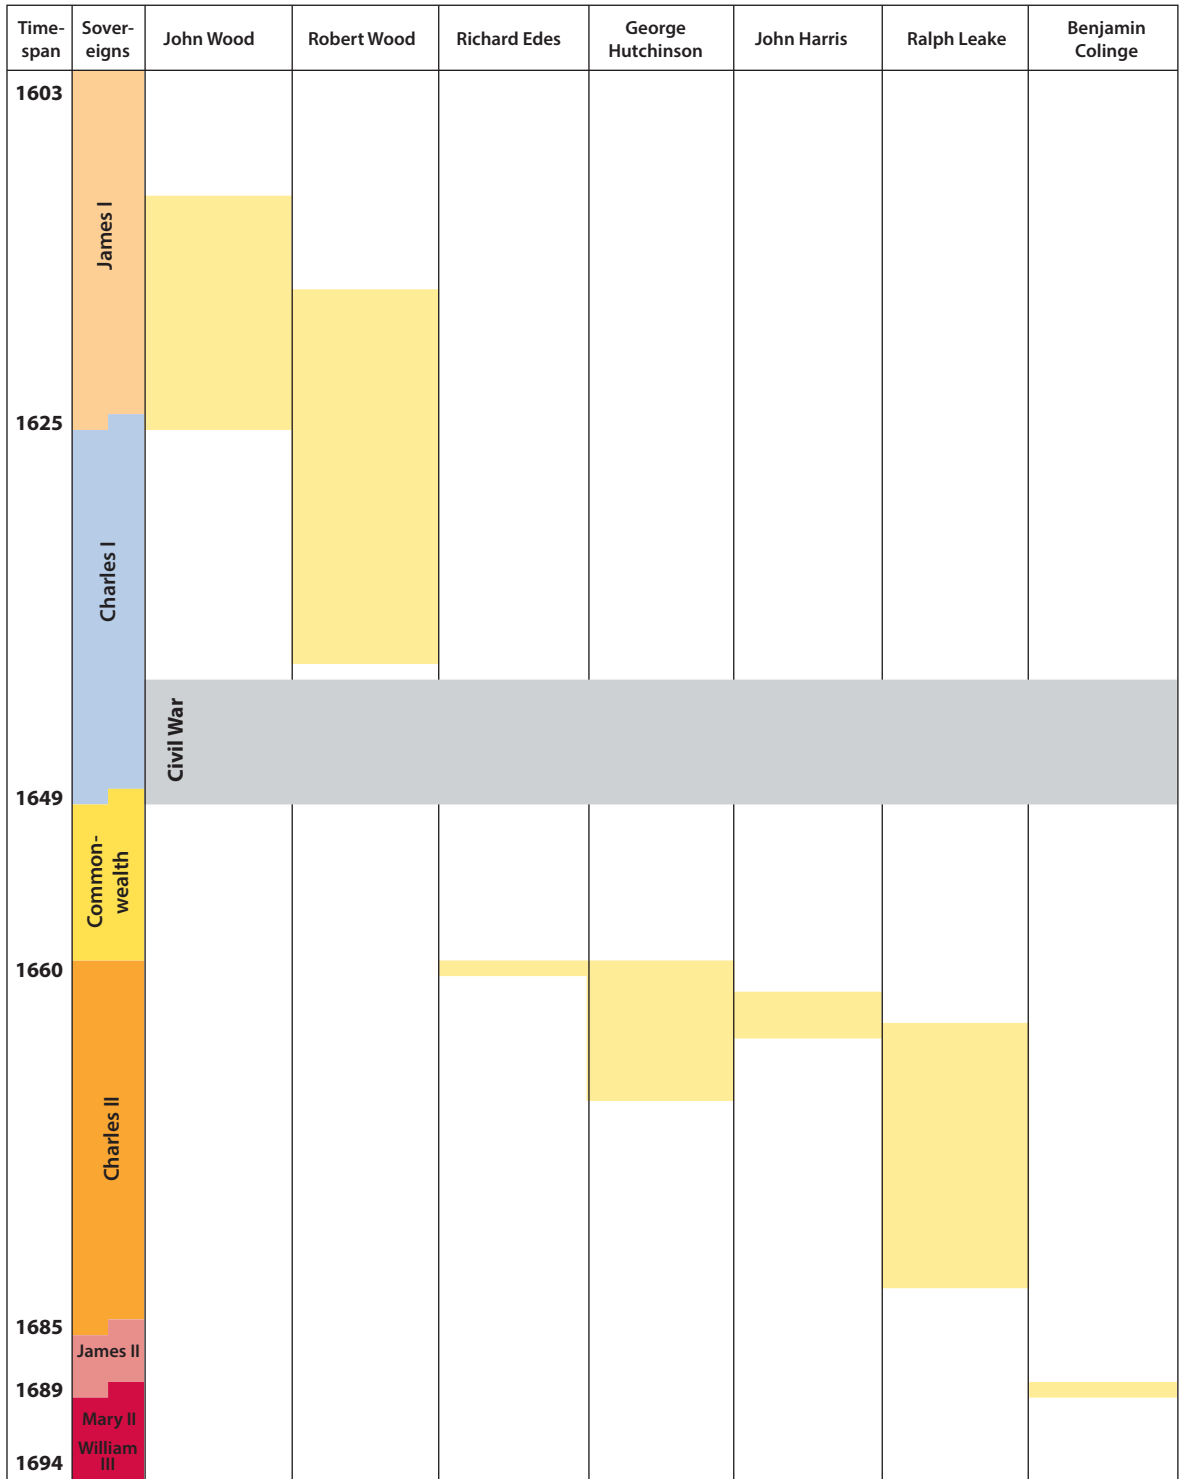 Time-
span
Sover-
eigns
John Wood
Robert Wood
Richard Edes
George
Hutchinson
John Harris
Ralph Leake
Benjamin
Colinge
1603
James I
1625
Charles I
Civil War
1649
Common-
wealth
1660
Charles II
1685
James II
1689
Mary II
William
III
1694